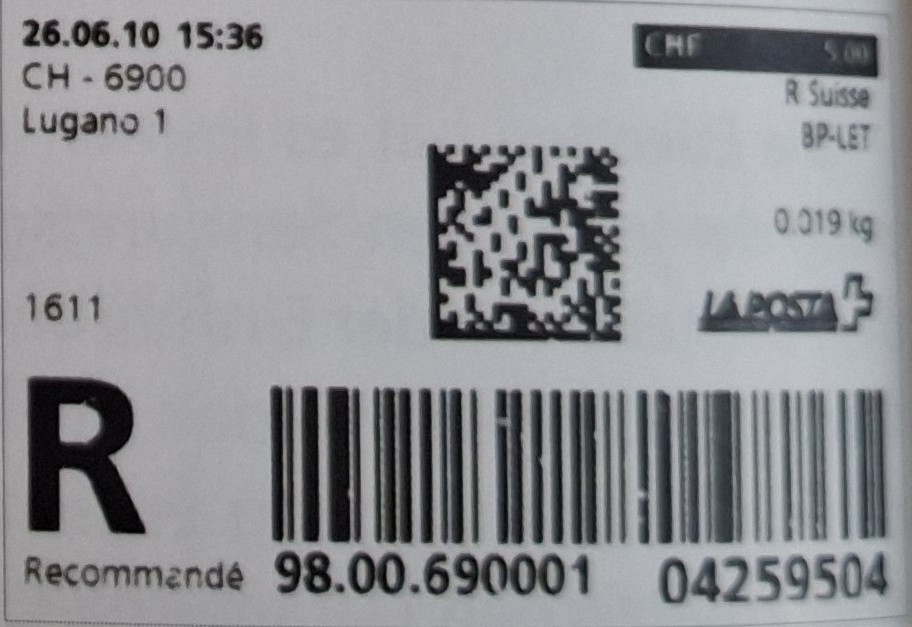 26.06.10 15:36
CH - 6900
Lugano 1
CHF 5.00
R Suisse
BP-LET
0.019 kg
1611
LA POSTA
R
Recommandé
98.00.690001 04259504